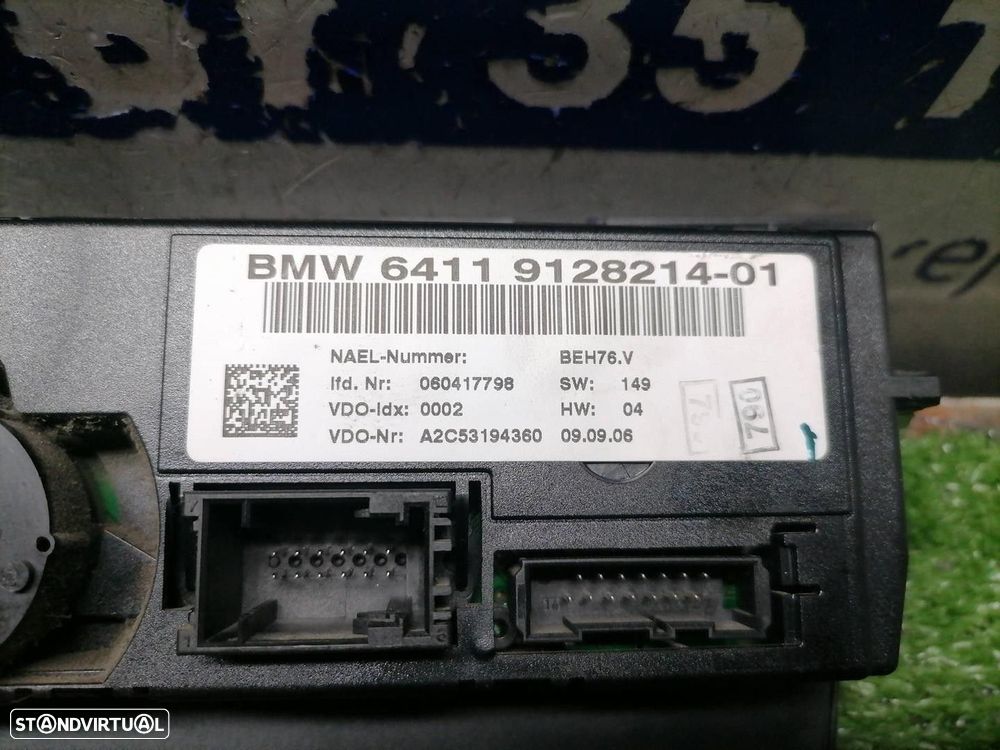 BMW 6411 9128214-01
NAEL-Nummer: BEH76.V
lfd. Nr: 060417798 SW: 149
VDO-Idx: 0002 HW: 04
VDO-Nr: A2C53194360 09.09.06
790
STANDVIRTUAL